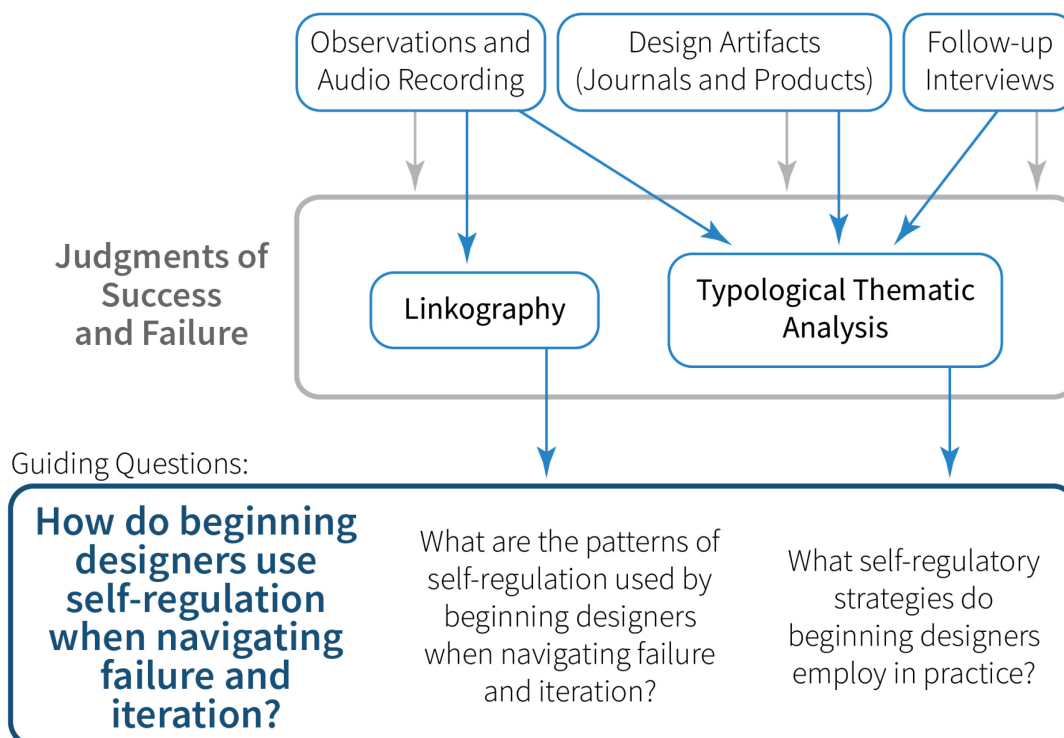 Observations and
Audio Recording
Design Artifacts
(Journals and Products)
Follow-up
Interviews
Judgments of
Success
and Failure
Linkography
Typological Thematic
Analysis
Guiding Questions:
How do beginning
designers use
self-regulation
when navigating
failure and
iteration?
What are the patterns of
self-regulation used by
beginning designers
when navigating failure
and iteration?
What self-regulatory
strategies do
beginning designers
employ in practice?